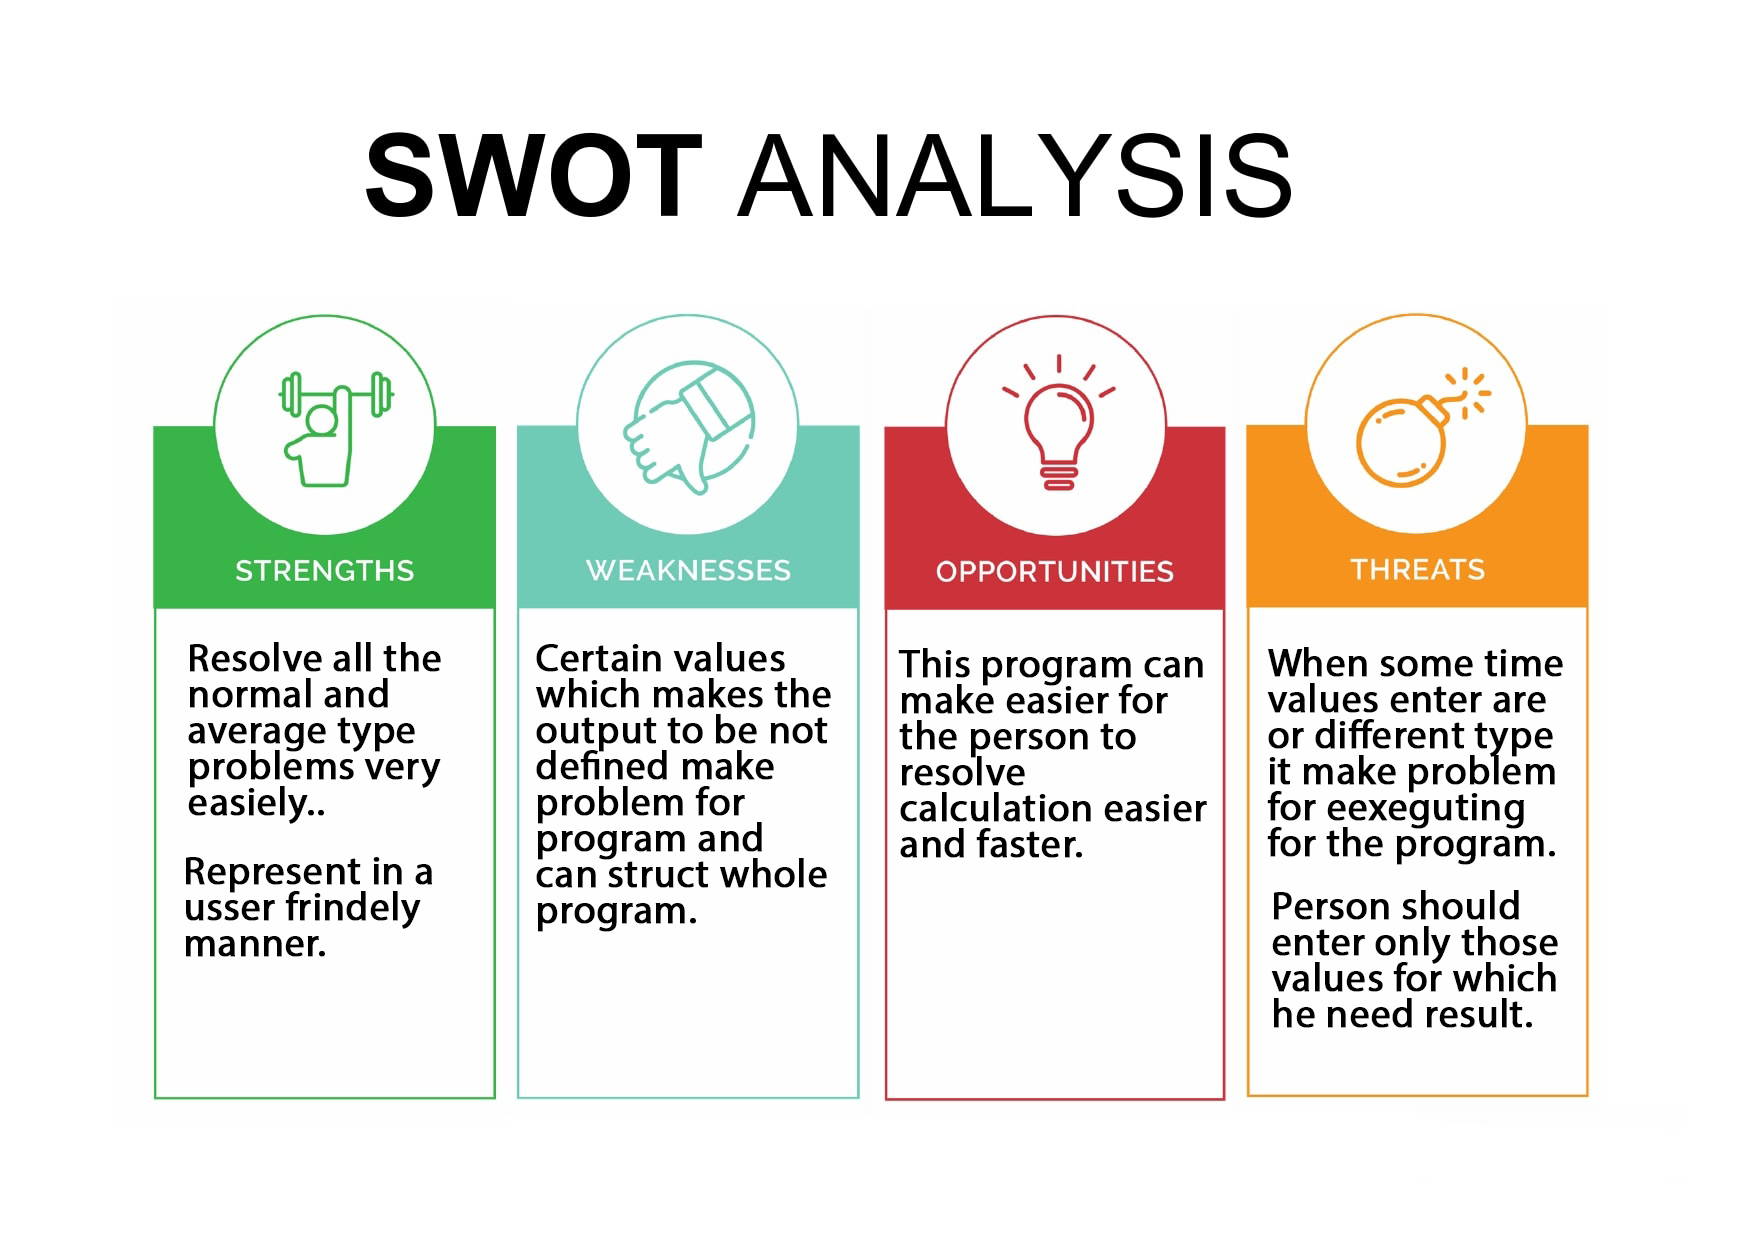 SWOT ANALYSIS
STRENGTHS
Resolve all the
normal and
average type
problems very
easiely..
Represent in a
usser frindely
manner.
WEAKNESSES
Certain values
which makes the
output to be not
defined make
problem for
program and
can struct whole
program.
OPPORTUNITIES
This program can
make easier for
the person to
resolve
calculation easier
and faster.
THREATS
When some time
values enter are
or different type
it make problem
for eexeguting
for the program.
Person should
enter only those
values for which
he need result.